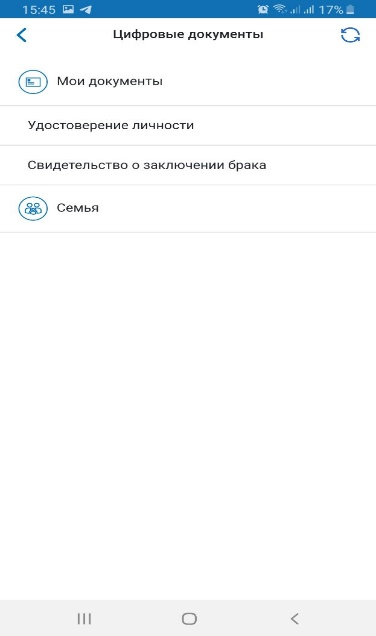 15:45 17%
Цифровые документы
Мои документы
Удостоверение личности
Свидетельство о заключении брака
Семья